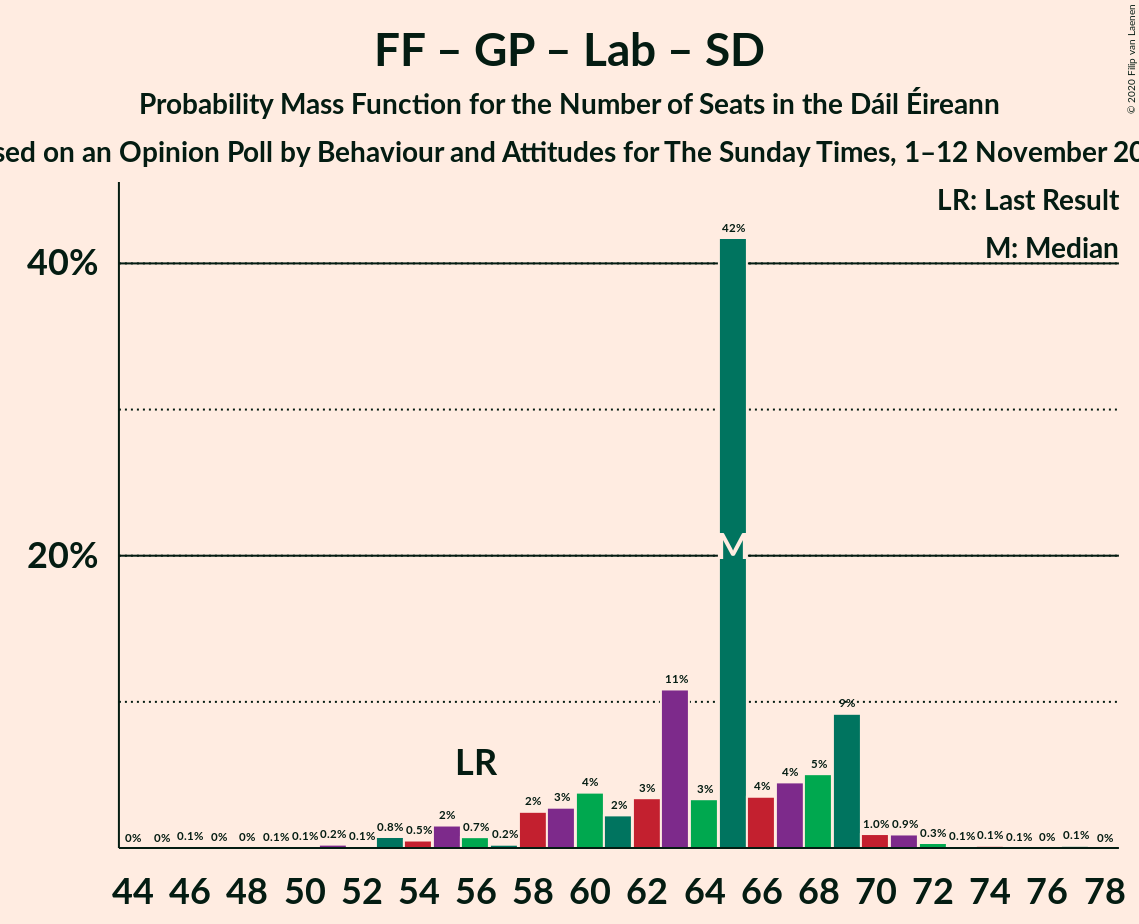 FF – GP – Lab – SD
Probability Mass Function for the Number of Seats in the Dáil Éireann
on an Opinion Poll by Behaviour and Attitudes for The Sunday Times, 1–12 November
© 2020 Filip van Laenen
LR: Last Result
M: Median
40%
20%
LR
M
0% 0% 0.1% 0% 0% 0.1% 0.1% 0.2% 0.1% 0.8% 0.5% 2% 0.7% 0.2% 2% 3% 4% 2% 3% 11% 3% 42% 4% 4% 5% 9% 1.0% 0.9% 0.3% 0.1% 0.1% 0.1% 0% 0.1% 0%
44 46 48 50 52 54 56 58 60 62 64 66 68 70 72 74 76 78